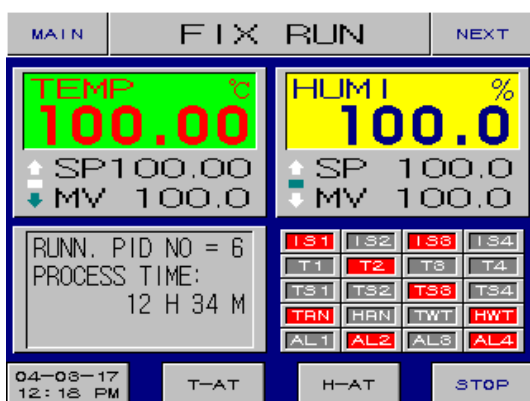 MAIN FIX RUN NEXT
TEMP ℃
100.00
SP 100.00
MV 100.0
HUMI %
100.0
SP 100.0
MV 100.0
RUNN. PID NO = 6
PROCESS TIME:
12 H 34 M
IS1 IS2 IS3 IS4
T1 T2 T3 T4
TS1 TS2 TS3 TS4
TRN HRN TWT HWT
AL1 AL2 AL3 AL4
04-03-17
12:18 PM
T-AT H-AT STOP